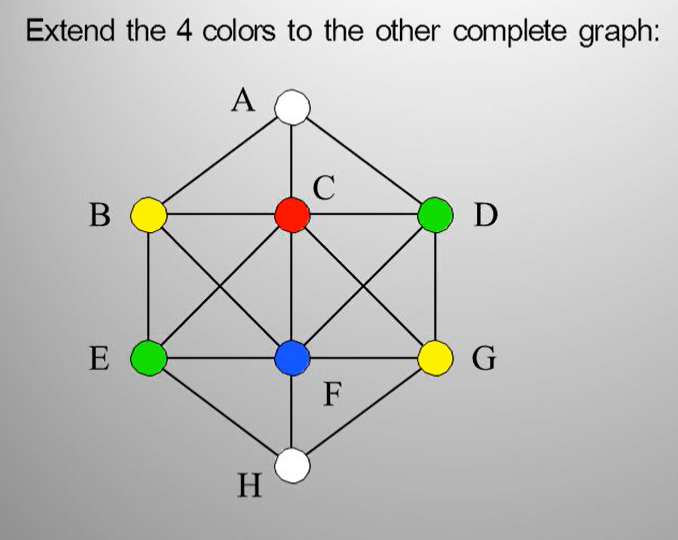 Extend the 4 colors to the other complete graph:
A
C
B
D
E
G
F
H